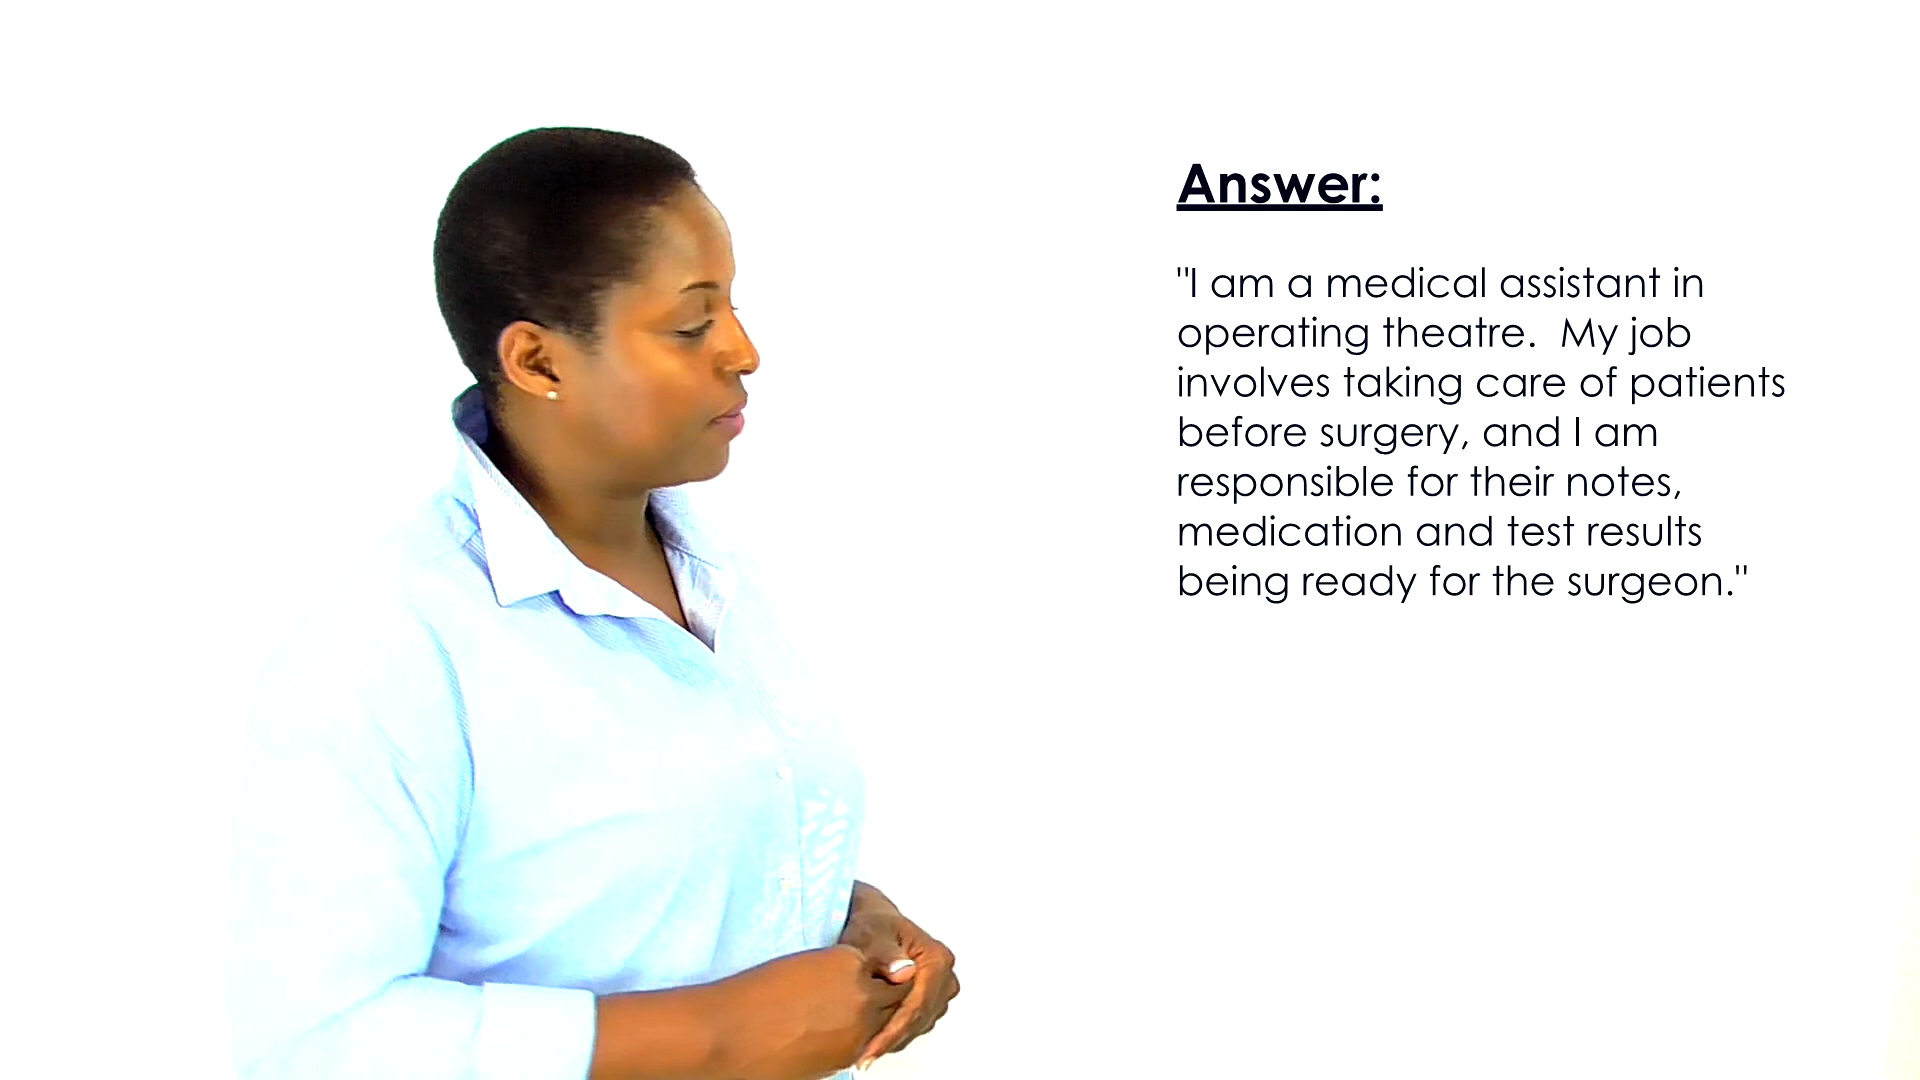 Answer:
"I am a medical assistant in
operating theatre.  My job
involves taking care of patients
before surgery, and I am
responsible for their notes,
medication and test results
being ready for the surgeon."